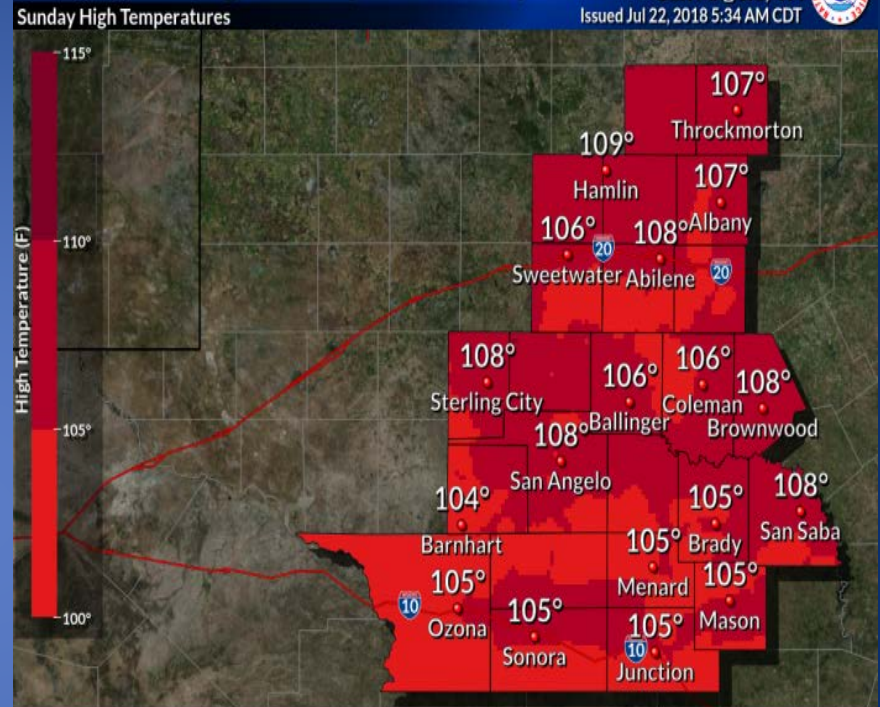 Sunday High Temperatures
Issued Jul 22, 2018 5:34 AM CDT
115°
110°
105°
100°
High Temperature (F)
107°
Throckmorton
109°
Hamlin
107°
Albany
106°
Sweetwater
20
108°
Abilene
20
108°
Sterling City
106°
Ballinger
106°
Coleman
108°
Brownwood
108°
San Angelo
104°
Barnhart
105°
Brady
108°
San Saba
105°
Menard
105°
Mason
10
105°
Ozona
105°
Sonora
10
105°
Junction